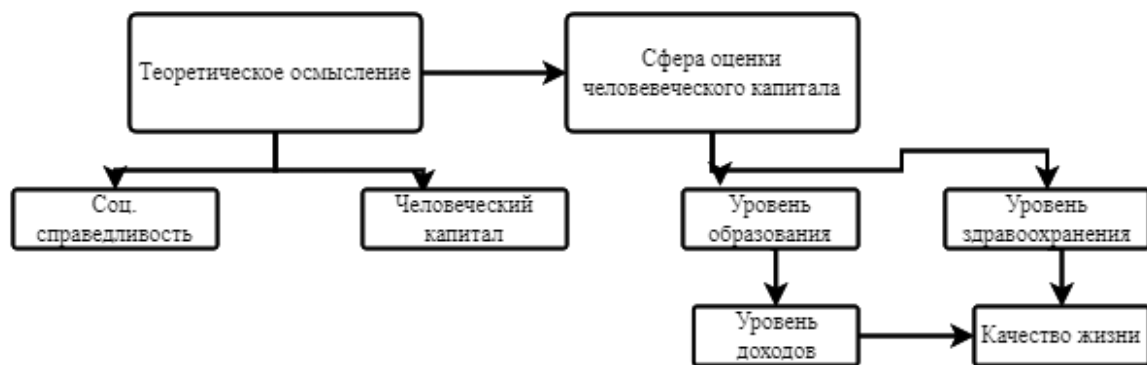 Теоретическое осмысление
Сфера оценки
человевеческого капитала
Соц.
справедливость
Человеческий
капитал
Уровень
образования
Уровень
здравоохранения
Уровень
доходов
Качество жизни